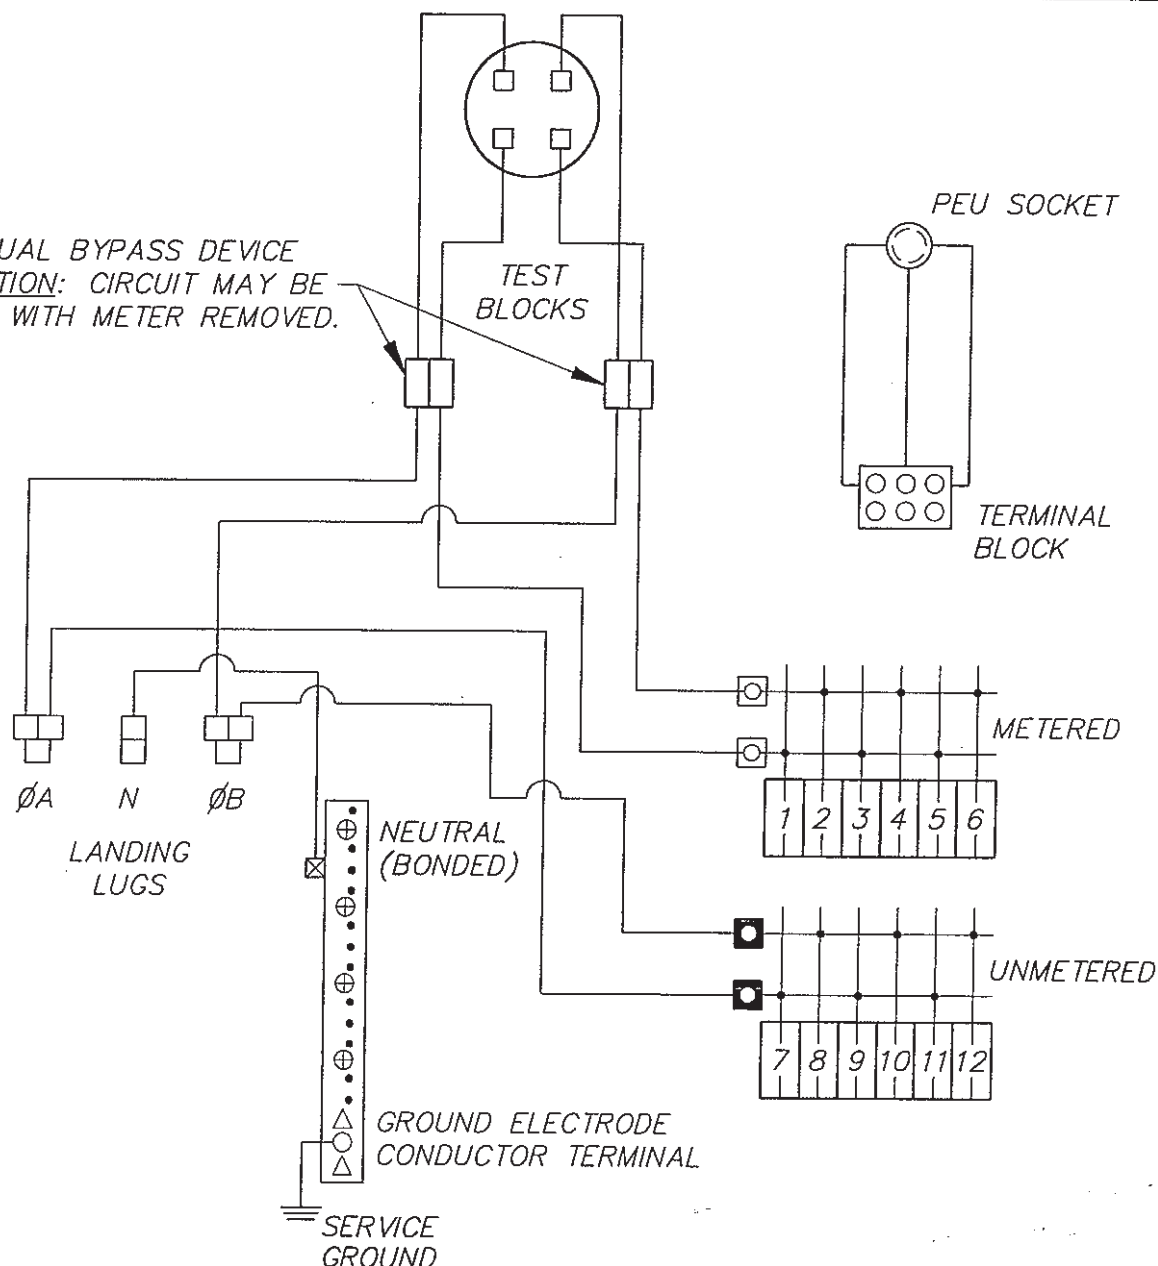 UAL BYPASS DEVICE
TION: CIRCUIT MAY BE
WITH METER REMOVED.
TEST
BLOCKS
PEU SOCKET
TERMINAL
BLOCK
METERED
1 2 3 4 5 6
ØA N ØB
LANDING
LUGS
NEUTRAL
(BONDED)
UNMETERED
7 8 9 10 11 12
GROUND ELECTRODE
CONDUCTOR TERMINAL
SERVICE
GROUND